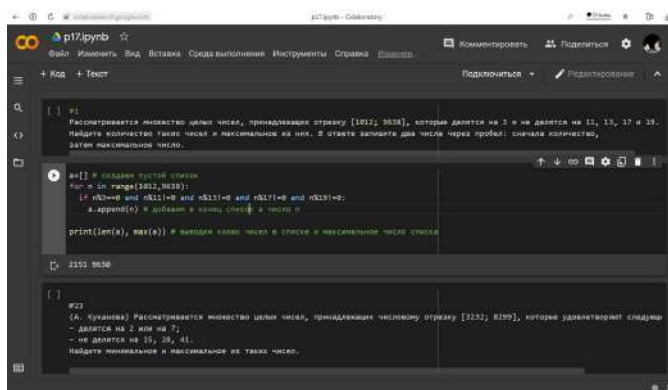 p17.ipynb - Colaboratory
p17.ipynb
Файл Изменить Вид Вставка Среда выполнения Инструменты Справка
Комментировать
Поделиться
+ Код + Текст
Подключиться
Редактирование
[ ] #1
Рассматривается множество целых чисел, принадлежащих отрезку [1012; 9638], которые делятся на 3 и не делятся на 11, 13, 17 и 19.
Найдите количество таких чисел и максимальное из них. В ответе запишите два числа через пробел: сначала количество,
затем максимальное число.
a=[] # создаем пустой список
for n in range(1012,9638):
if n%3==0 and n%11!=0 and n%13!=0 and n%17!=0 and n%19!=0:
a.append(n) # добавим в конец списка а число n
print(len(a), max(a)) # выводим колво чисел в списке и максимальное число списка
2151 9630
[ ]
#23
(А. Куканова) Рассматривается множество целых чисел, принадлежащих числовому отрезку [3232; 8299], которые удовлетворяют следующ
- делятся на 2 или на 7;
- не делятся на 15, 28, 41.
Найдите минимальное и максимальное из таких чисел.